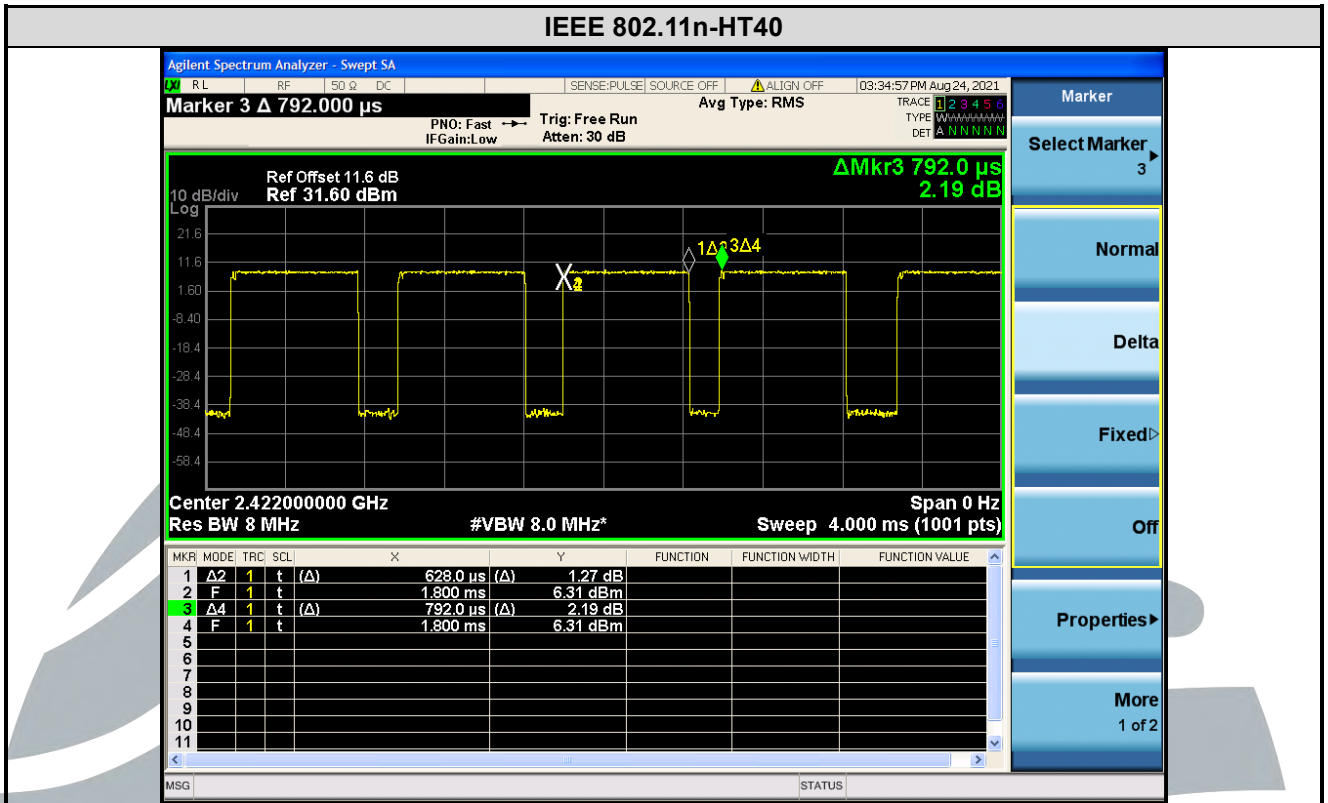 IEEE 802.11n-HT40
Agilent Spectrum Analyzer - Swept SA
LXI RL RF 50 Ω DC SENSE:PULSE SOURCE OFF ALIGN OFF 03:34:57 PM Aug 24, 2021
Marker 3 Δ 792.000 µs
PNO: Fast
IFGain:Low
Trig: Free Run
Atten: 30 dB
Avg Type: RMS
TRACE 1 2 3 4 5 6
TYPE W
DET A N N N N N
ΔMkr3 792.0 µs
2.19 dB
Ref Offset 11.6 dB
10 dB/div Ref 31.60 dBm
Log
21.6
11.6
1.60
-8.40
-18.4
-28.4
-38.4
-48.4
-58.4
3Δ4
X
Center 2.422000000 GHz Span 0 Hz
Res BW 8 MHz #VBW 8.0 MHz* Sweep 4.000 ms (1001 pts)
MKR MODE TRC SCL X Y FUNCTION FUNCTION WIDTH FUNCTION VALUE
1 Δ2 1 t (Δ) 628.0 µs (Δ) 1.27 dB
2 F 1 t 1.800 ms 6.31 dBm
3 Δ4 1 t (Δ) 792.0 µs (Δ) 2.19 dB
4 F 1 t 1.800 ms 6.31 dBm
5
6
7
8
9
10
11
MSG STATUS
Marker
Select Marker
3
Normal
Delta
Fixed
Off
Properties
More
1 of 2